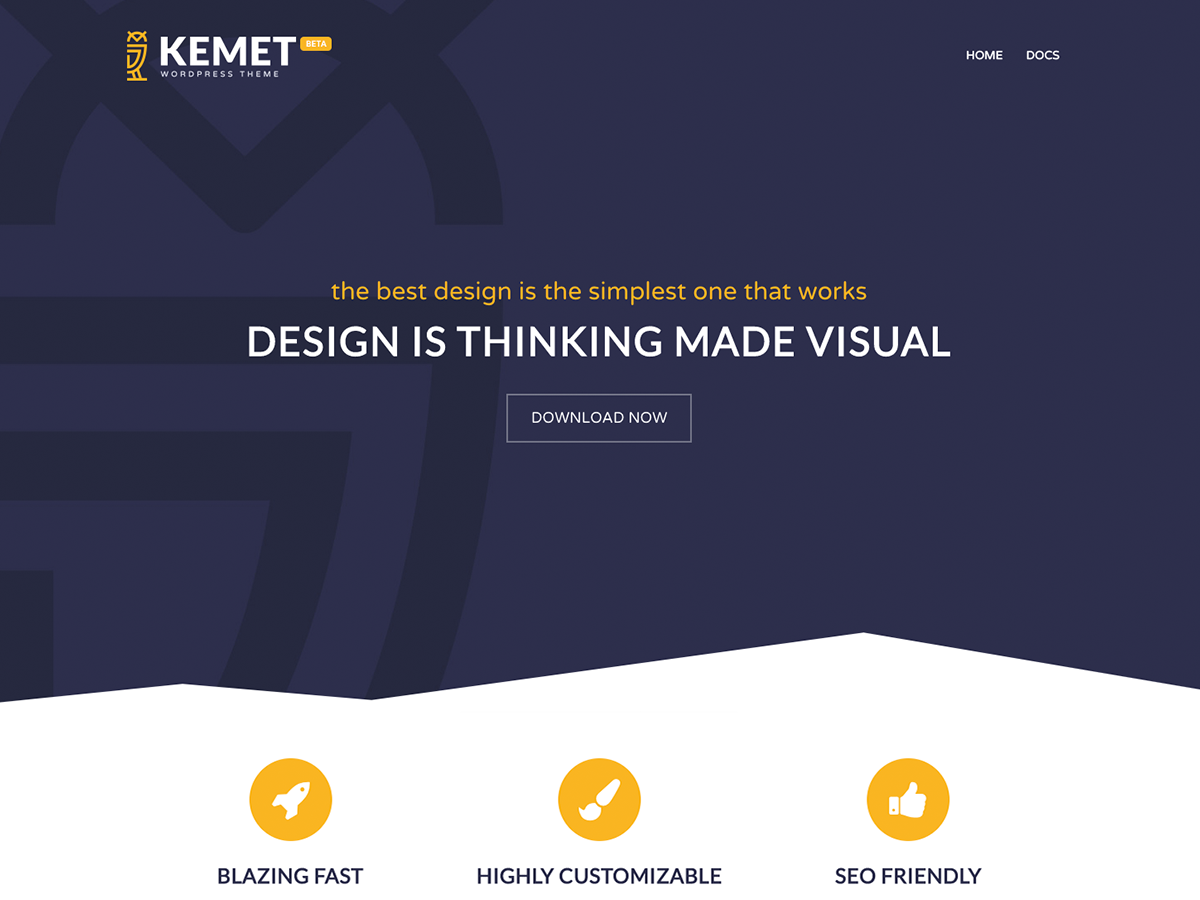 KEMET BETA
WORDPRESS THEME
HOME DOCS
the best design is the simplest one that works
DESIGN IS THINKING MADE VISUAL
DOWNLOAD NOW
BLAZING FAST
HIGHLY CUSTOMIZABLE
SEO FRIENDLY